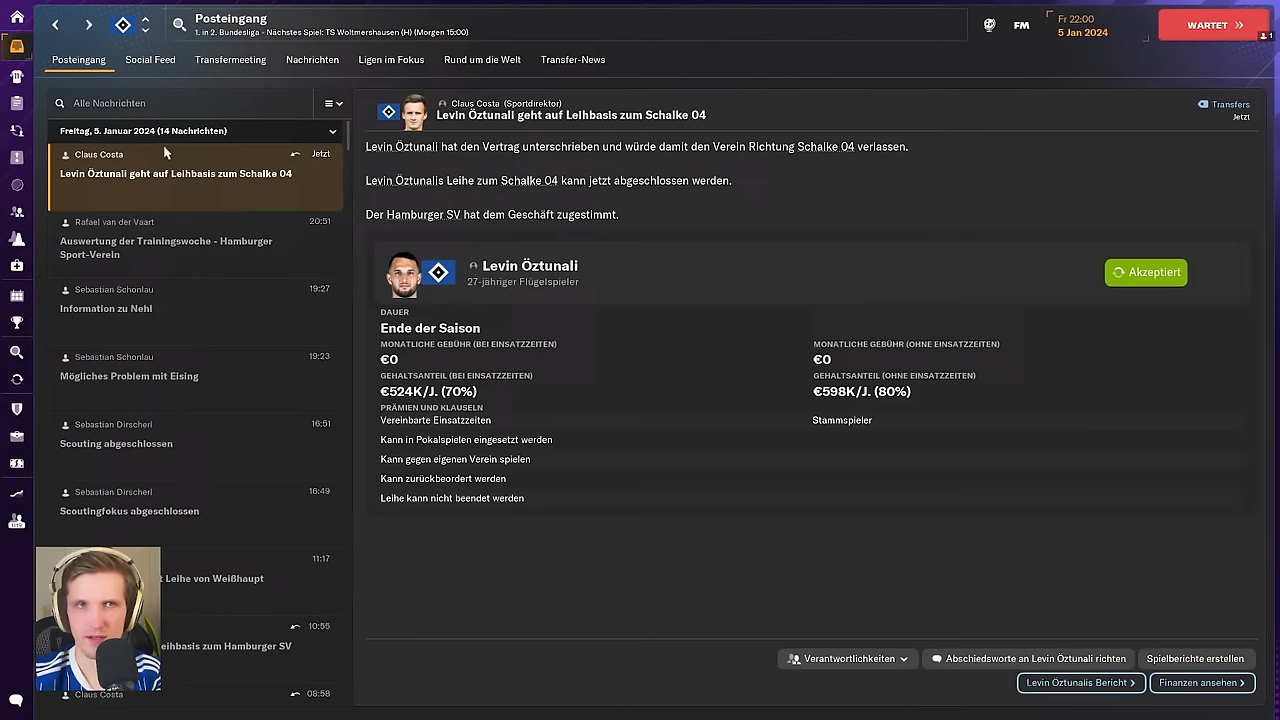 Posteingang
1. in 2. Bundesliga - Nächstes Spiel: TS Woltmershausen (H) (Morgen 15:00)
FM
Fr 22:00
5 Jan 2024
WARTET
1
Posteingang
Social Feed
Transfermeeting
Nachrichten
Ligen im Fokus
Rund um die Welt
Transfer-News
Alle Nachrichten
Freitag, 5. Januar 2024 (14 Nachrichten)
Claus Costa
Jetzt
Levin Öztunali geht auf Leihbasis zum Schalke 04
Rafael van der Vaart
20:51
Auswertung der Trainingswoche - Hamburger
Sport-Verein
Sebastian Schonlau
19:27
Information zu Nehl
Sebastian Schonlau
19:23
Mögliches Problem mit Eising
Sebastian Dirscherl
16:51
Scouting abgeschlossen
Sebastian Dirscherl
16:49
Scoutingfokus abgeschlossen
11:17
t Leihe von Weißhaupt
10:55
eihbasis zum Hamburger SV
Claus Costa
08:58
Claus Costa (Sportdirektor)
Levin Öztunali geht auf Leihbasis zum Schalke 04
Transfers
Jetzt
Levin Öztunali hat den Vertrag unterschrieben und würde damit den Verein Richtung Schalke 04 verlassen.
Levin Öztunalis Leihe zum Schalke 04 kann jetzt abgeschlossen werden.
Der Hamburger SV hat dem Geschäft zugestimmt.
Levin Öztunali
27-jähriger Flügelspieler
Akzeptiert
DAUER
Ende der Saison
MONATLICHE GEBÜHR (BEI EINSATZZEITEN)
MONATLICHE GEBÜHR (OHNE EINSATZZEITEN)
€0
€0
GEHALTSANTEIL (BEI EINSATZZEITEN)
GEHALTSANTEIL (OHNE EINSATZZEITEN)
€524K/J. (70%)
€598K/J. (80%)
PRÄMIEN UND KLAUSELN
Vereinbarte Einsatzzeiten
Stammspieler
Kann in Pokalspielen eingesetzt werden
Kann gegen eigenen Verein spielen
Kann zurückbeordert werden
Leihe kann nicht beendet werden
Verantwortlichkeiten
Abschiedsworte an Levin Öztunali richten
Spielberichte erstellen
Levin Öztunalis Bericht
Finanzen ansehen